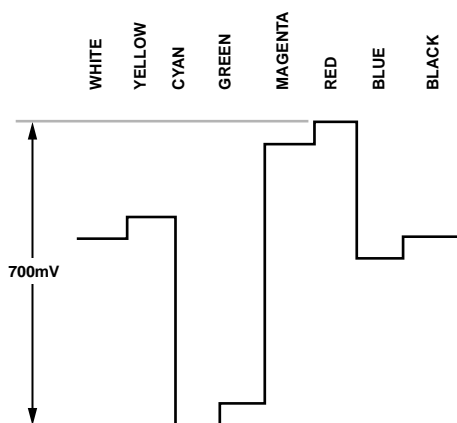 WHITE
YELLOW
CYAN
GREEN
MAGENTA
RED
BLUE
BLACK
700mV